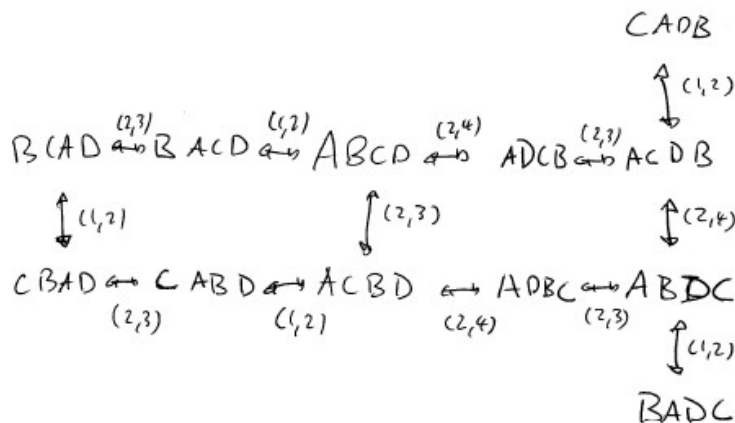 CADB
(1,2)
(2,3) (1,2) (2,4) (2,3)
BCAD BACD ABCD ADCB ACDB
(1,2) (2,3) (2,4)
CBAD CABD ACBD ADBC ABDC
(2,3) (1,2) (2,4) (2,3)
(1,2)
BADC